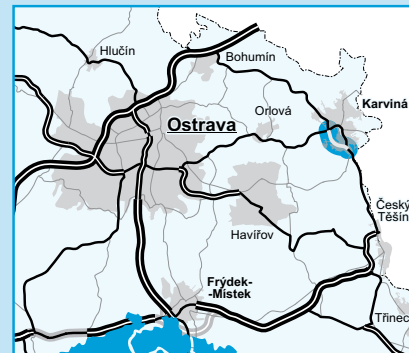 Hlučín
Bohumín
Karviná
Orlová
Ostrava
Český
Těšín
Havířov
Frýdek-
-Místek
Třinec